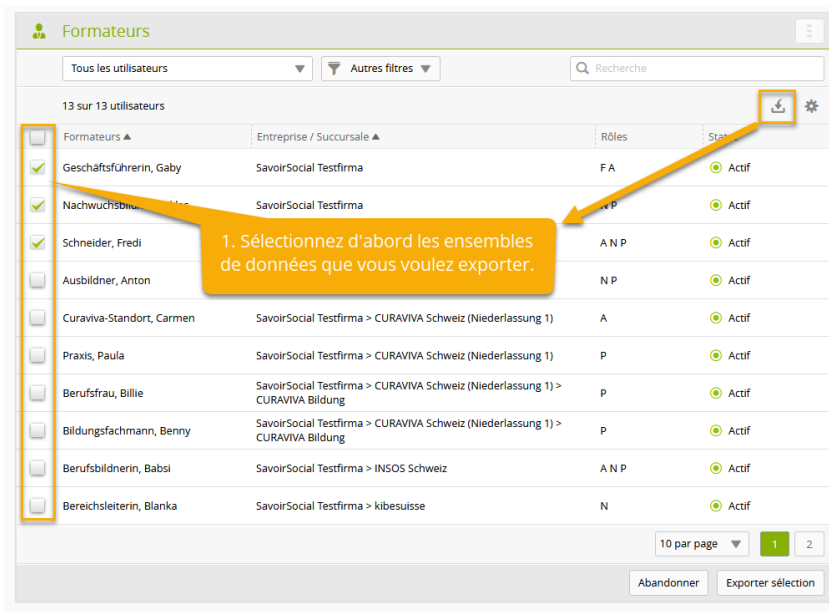 Formateurs
Tous les utilisateurs Autres filtres Recherche
13 sur 13 utilisateurs
Formateurs Entreprise / Succursale Rôles
Geschäftsführerin, Gaby SavoirSocial Testfirma F A Actif
SavoirSocial Testfirma N P Actif
Schneider, Fredi A N P Actif
1. Sélectionnez d'abord les ensembles
de données que vous voulez exporter.
Ausbildner, Anton N P Actif
Curaviva-Standort, Carmen SavoirSocial Testfirma > CURAVIVA Schweiz (Niederlassung 1) A Actif
Praxis, Paula SavoirSocial Testfirma > CURAVIVA Schweiz (Niederlassung 1) P Actif
Berufsfrau, Billie SavoirSocial Testfirma > CURAVIVA Schweiz (Niederlassung 1) > P Actif
CURAVIVA Bildung
Bildungsfachmann, Benny SavoirSocial Testfirma > CURAVIVA Schweiz (Niederlassung 1) > P Actif
CURAVIVA Bildung
Berufsbildnerin, Babsi SavoirSocial Testfirma > INSOS Schweiz A N P Actif
Bereichsleiterin, Blanka SavoirSocial Testfirma > kibesuisse N Actif
10 par page 1 2
Abandonner Exporter sélection